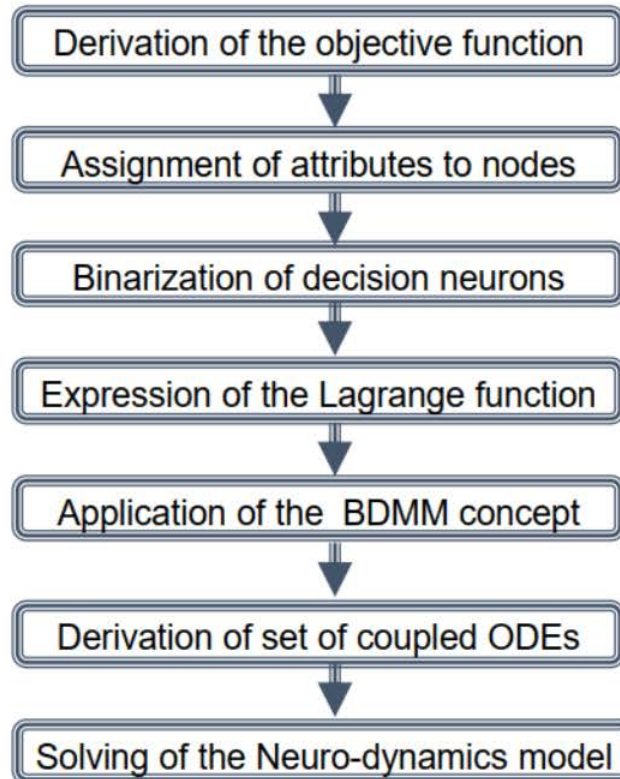 Derivation of the objective function
Assignment of attributes to nodes
Binarization of decision neurons
Expression of the Lagrange function
Application of the BDMM concept
Derivation of set of coupled ODEs
Solving of the Neuro-dynamics model